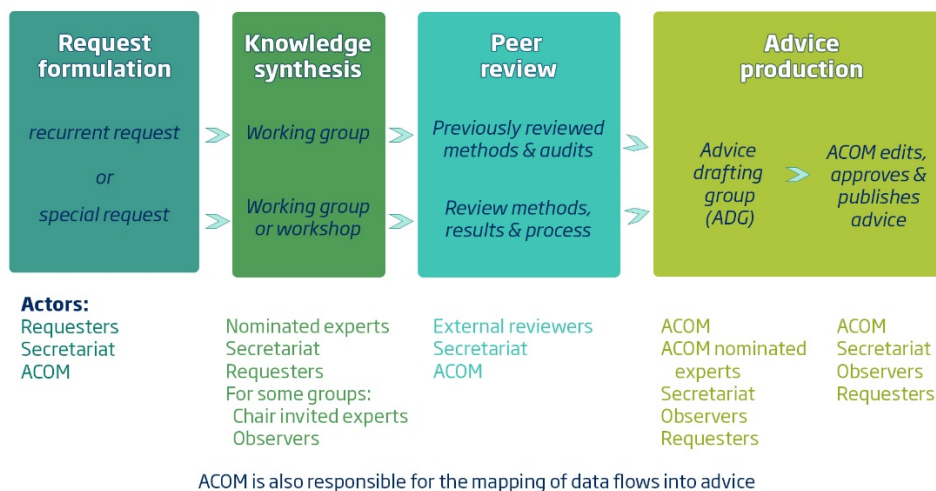 Request
formulation
recurrent request
or
special request
Knowledge
synthesis
Working group
Working group
or workshop
Peer
review
Previously reviewed
methods & audits
Review methods,
results & process
Advice
production
Advice
drafting
group
(ADG)
ACOM edits,
approves &
publishes
advice
Actors:
Requesters
Secretariat
ACOM
Nominated experts
Secretariat
Requesters
For some groups:
Chair invited experts
Observers
External reviewers
Secretariat
ACOM
ACOM
ACOM nominated
experts
Secretariat
Observers
Requesters
ACOM
Secretariat
Observers
Requesters
ACOM is also responsible for the mapping of data flows into advice